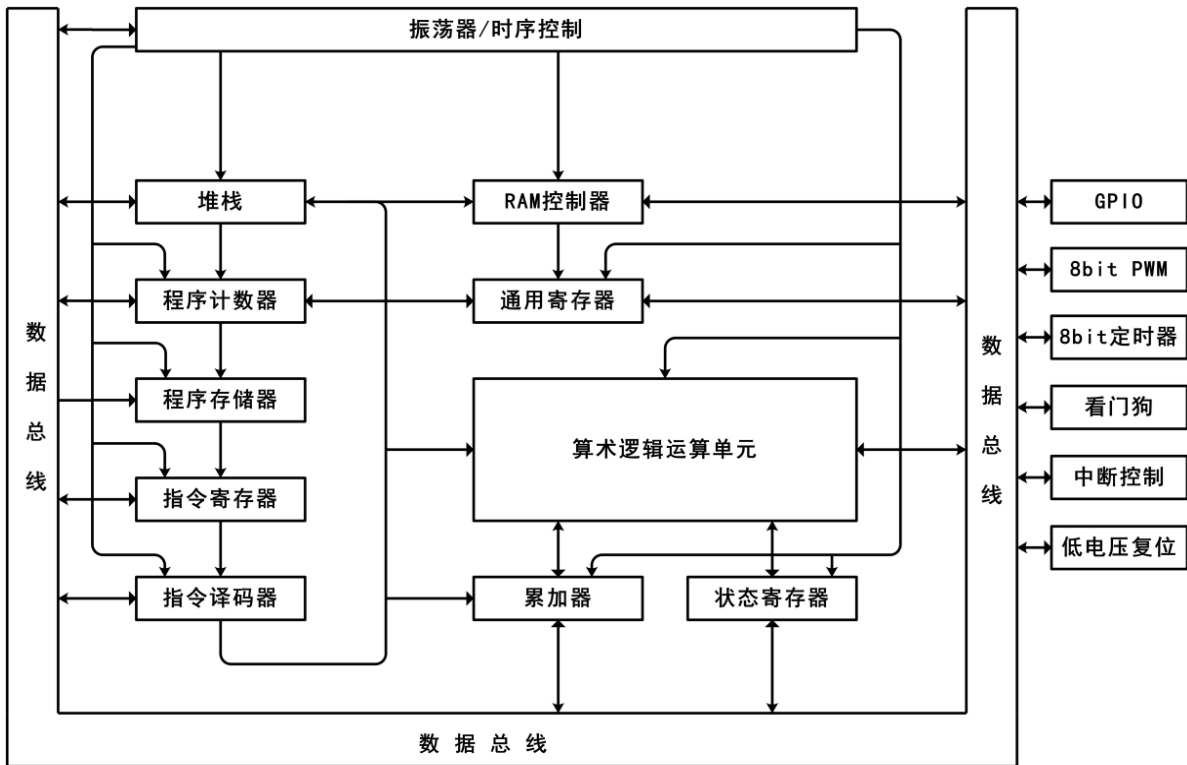 振荡器/时序控制
堆栈
RAM控制器
GPIO
8bit PWM
程序计数器
通用寄存器
8bit定时器
数据总线
数据总线
程序存储器
算术逻辑运算单元
看门狗
指令寄存器
中断控制
低电压复位
指令译码器
累加器
状态寄存器
数据总线